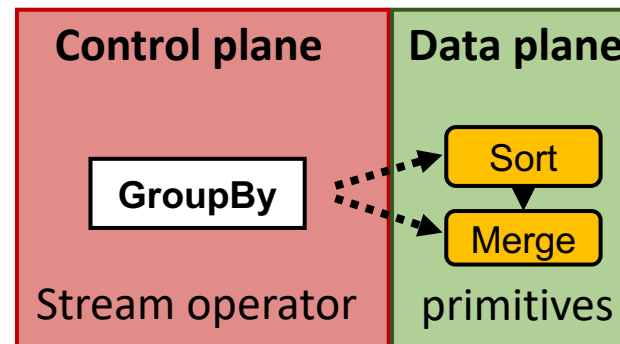 Control plane
Data plane
GroupBy
Sort
Merge
Stream operator
primitives